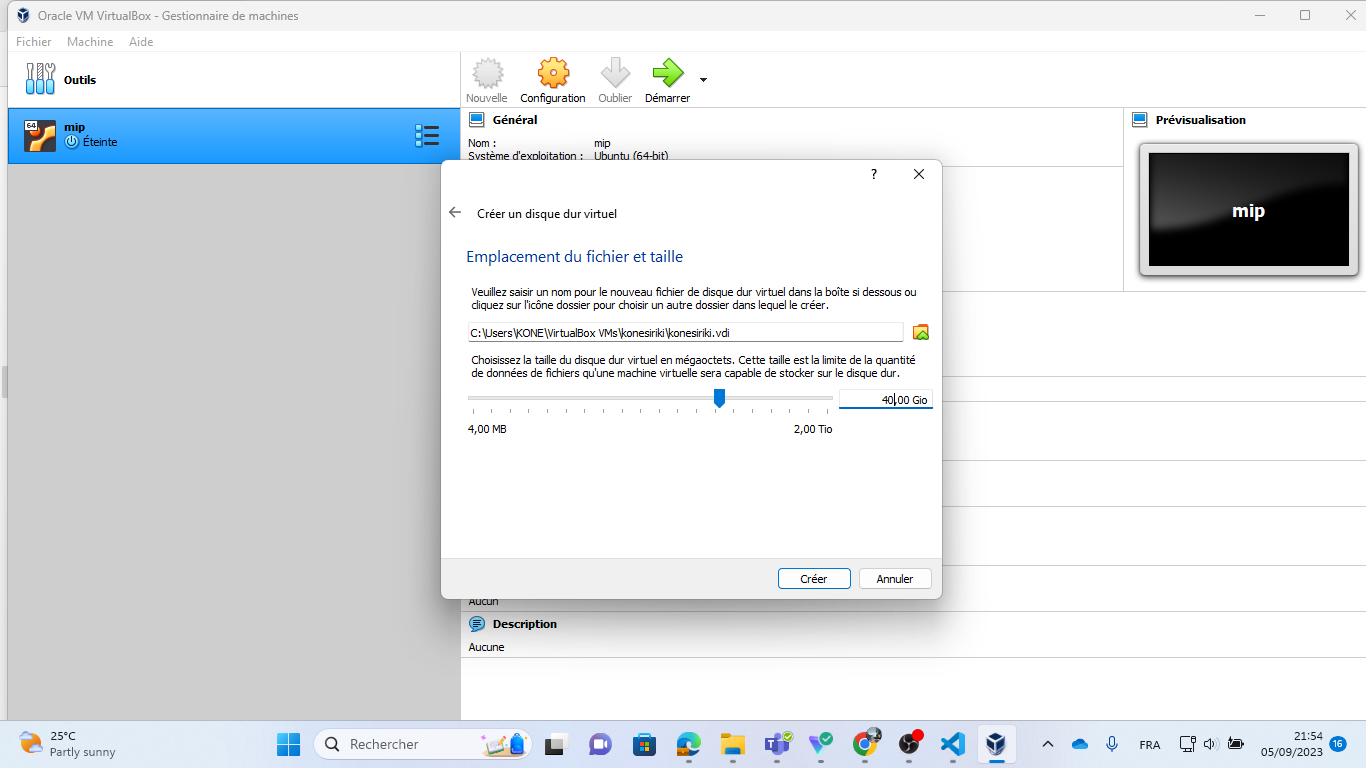 Oracle VM VirtualBox - Gestionnaire de machines
Fichier Machine Aide
Outils
Nouvelle Configuration Oublier Démarrer
64
mip
Éteinte
Général
Nom : mip
Système d'exploitation : Ubuntu (64-bit)
Prévisualisation
mip
?
Créer un disque dur virtuel
Emplacement du fichier et taille
Veuillez saisir un nom pour le nouveau fichier de disque dur virtuel dans la boîte si dessous ou
cliquez sur l'icône dossier pour choisir un autre dossier dans lequel le créer.
C:\Users\KONE\VirtualBox VMs\konesiriki\konesiriki.vdi
Choisissez la taille du disque dur virtuel en mégaoctets. Cette taille est la limite de la quantité
de données de fichiers qu'une machine virtuelle sera capable de stocker sur le disque dur.
40,00 Gio
4,00 MB 2,00 Tio
Créer Annuler
Aucun
Description
Aucune
25°C
Partly sunny
Rechercher
FRA
21:54
05/09/2023
16